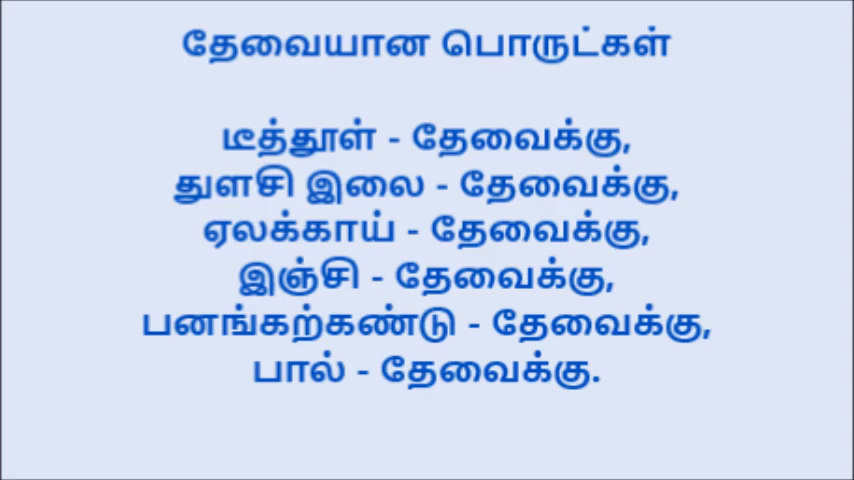 தேவையான பொருட்கள்
டீத்தூள் - தேவைக்கு,
துளசி இலை - தேவைக்கு,
ஏலக்காய் - தேவைக்கு,
இஞ்சி - தேவைக்கு,
பனங்கற்கண்டு - தேவைக்கு,
பால் - தேவைக்கு.